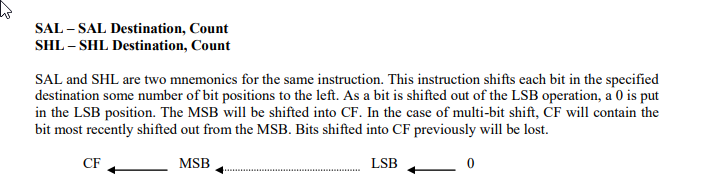 SAL – SAL Destination, Count
SHL – SHL Destination, Count
SAL and SHL are two mnemonics for the same instruction. This instruction shifts each bit in the specified
destination some number of bit positions to the left. As a bit is shifted out of the LSB operation, a 0 is put
in the LSB position. The MSB will be shifted into CF. In the case of multi-bit shift, CF will contain the
bit most recently shifted out from the MSB. Bits shifted into CF previously will be lost.
CF MSB LSB 0